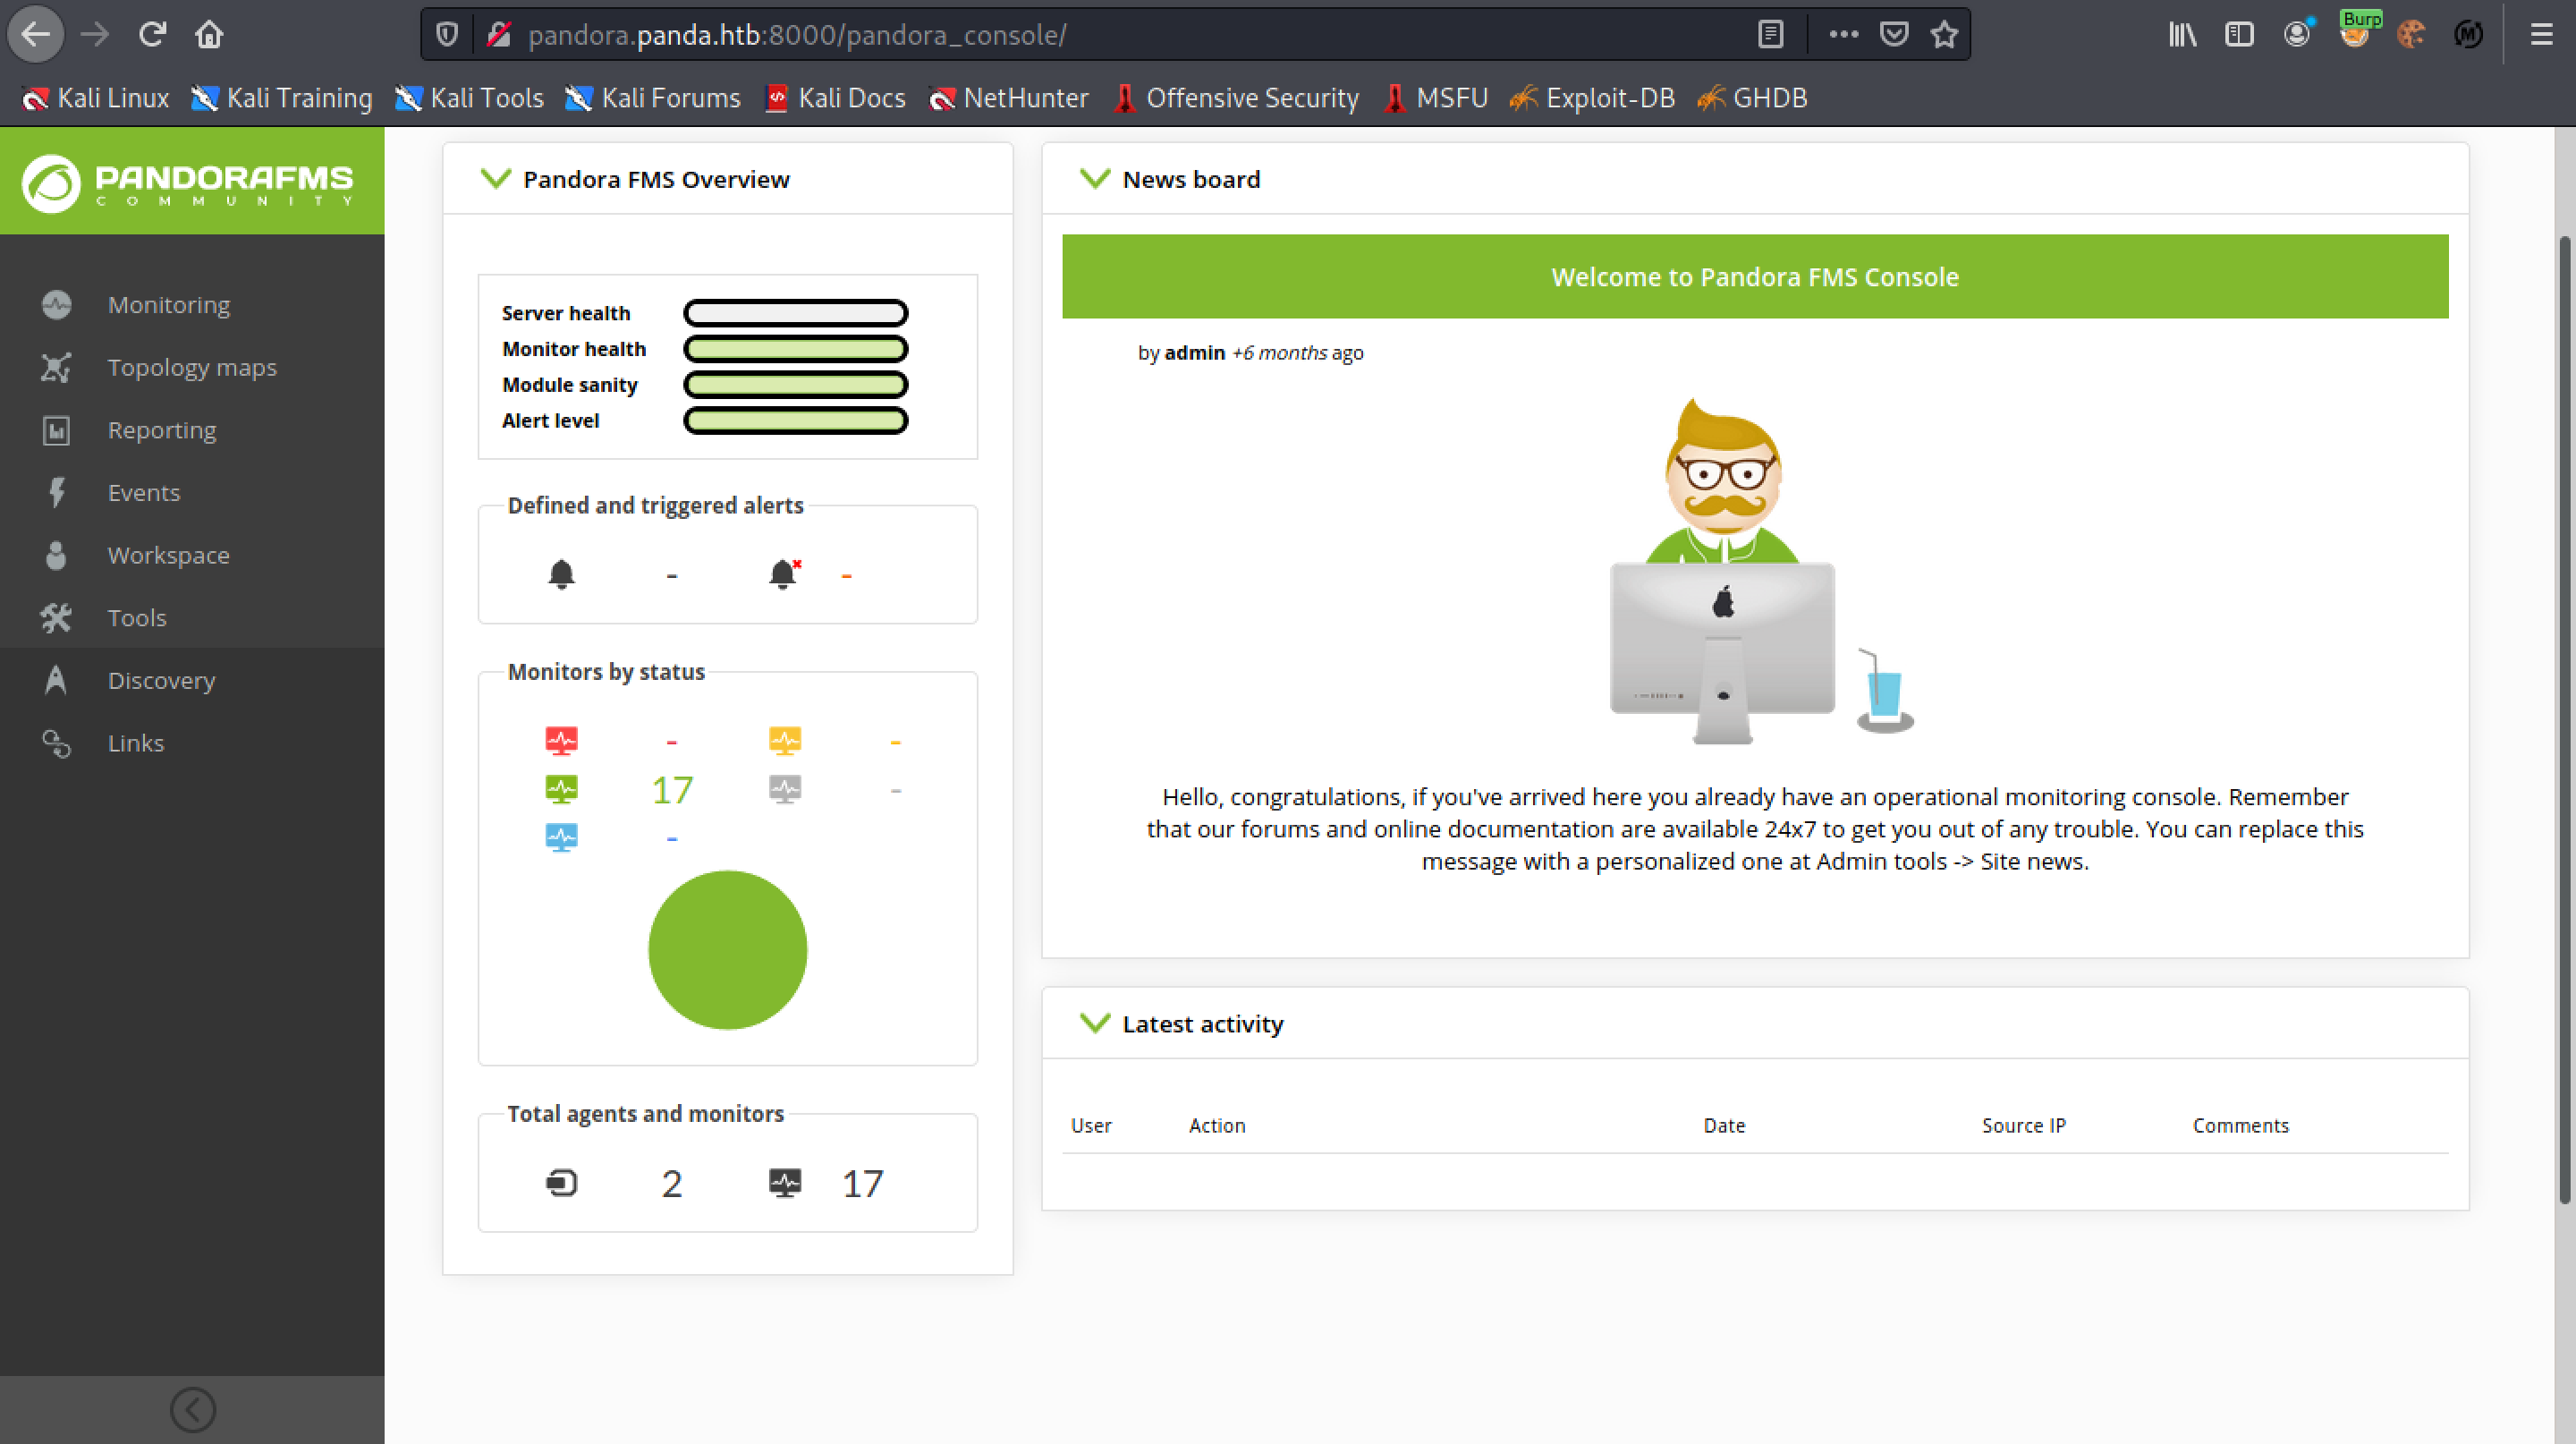 pandora.panda.htb:8000/pandora_console/
Burp
Kali Linux Kali Training Kali Tools Kali Forums Kali Docs NetHunter Offensive Security MSFU Exploit-DB GHDB
PANDORAFMS
COMMUNITY
Monitoring
Topology maps
Reporting
Events
Workspace
Tools
Discovery
Links
Pandora FMS Overview
Server health
Monitor health
Module sanity
Alert level
Defined and triggered alerts
- -
Monitors by status
- -
17 -
-
Total agents and monitors
2 17
News board
Welcome to Pandora FMS Console
by admin +6 months ago
Hello, congratulations, if you've arrived here you already have an operational monitoring console. Remember
that our forums and online documentation are available 24x7 to get you out of any trouble. You can replace this
message with a personalized one at Admin tools -> Site news.
Latest activity
User Action Date Source IP Comments